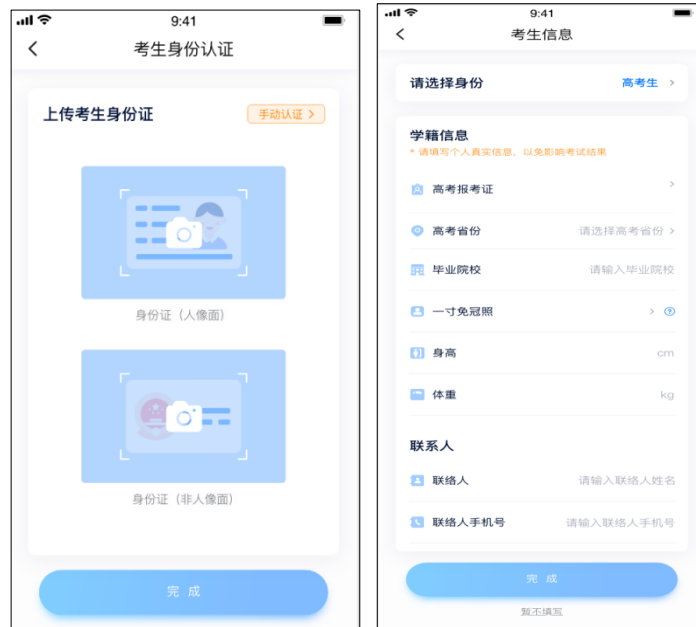 9:41
考生身份认证
上传考生身份证
手动认证 >
身份证（人像面）
身份证（非人像面）
完 成
9:41
考生信息
请选择身份 高考生 >
学籍信息
* 请填写个人真实信息，以免影响考试结果
高考报考证 >
高考省份 请选择高考省份 >
毕业院校 请输入毕业院校
一寸免冠照 > ?
身高 cm
体重 kg
联系人
联络人 请输入联络人姓名
联络人手机号 请输入联络人手机号
完 成
暂不填写